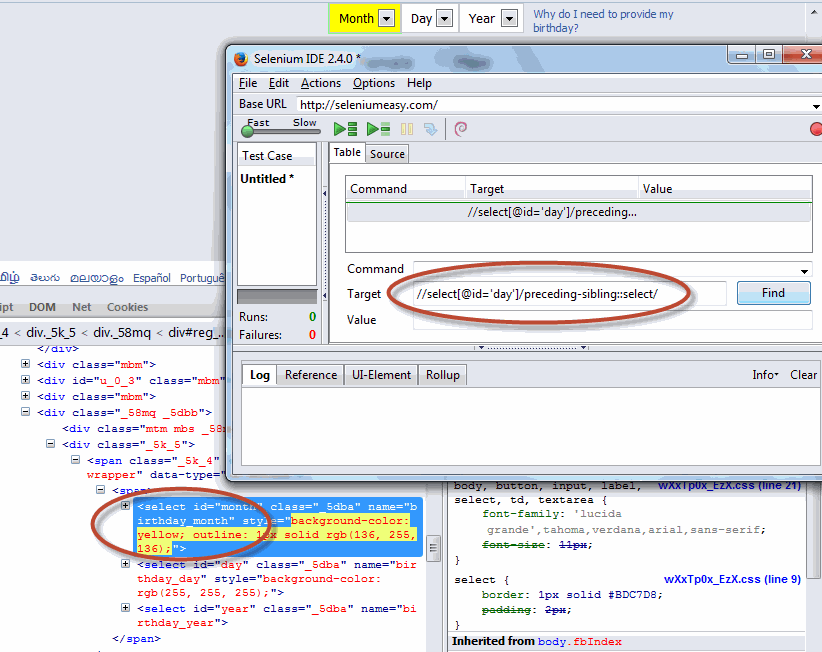 Month Day Year Why do I need to provide my
birthday?
Selenium IDE 2.4.0 *
File Edit Actions Options Help
Base URL http://seleniumeasy.com/
Fast Slow
Test Case
Untitled *
Runs: 0
Failures: 0
Table Source
Command Target Value
//select[@id='day']/preceding...
Command
Target //select[@id='day']/preceding-sibling::select/ Find
Value
Log Reference UI-Element Rollup Info Clear
తెలుగు മലയാളം Español Portuguê
ipt DOM Net Cookies
_4 < div._5k_5 < div._58mq < div#reg_...
</div>
<div class="mbm">
<div id="u_0_3" class="mbm"
<div class="mbm">
<div class="_58mq _5dbb">
<div class="mtm mbs _58m
<div class="_5k_5">
<span class="_5k_4"
wrapper" data-type="
<span>
<select id="month" class="_5dba" name="b
irthday_month" style="background-color:
yellow; outline: 1px solid rgb(136, 255,
136);">
<select id="day" class="_5dba" name="bir
thday_day" style="background-color:
rgb(255, 255, 255);">
<select id="year" class="_5dba" name="bi
rthday_year">
</span>
body, button, input, label, wXxTp0x_EzX.css (line 21)
select, td, textarea {
font-family: 'lucida
grande',tahoma,verdana,arial,sans-serif;
font-size: 11px;
}
select { wXxTp0x_EzX.css (line 9)
border: 1px solid #BDC7D8;
padding: 2px;
}
Inherited from body.fbIndex